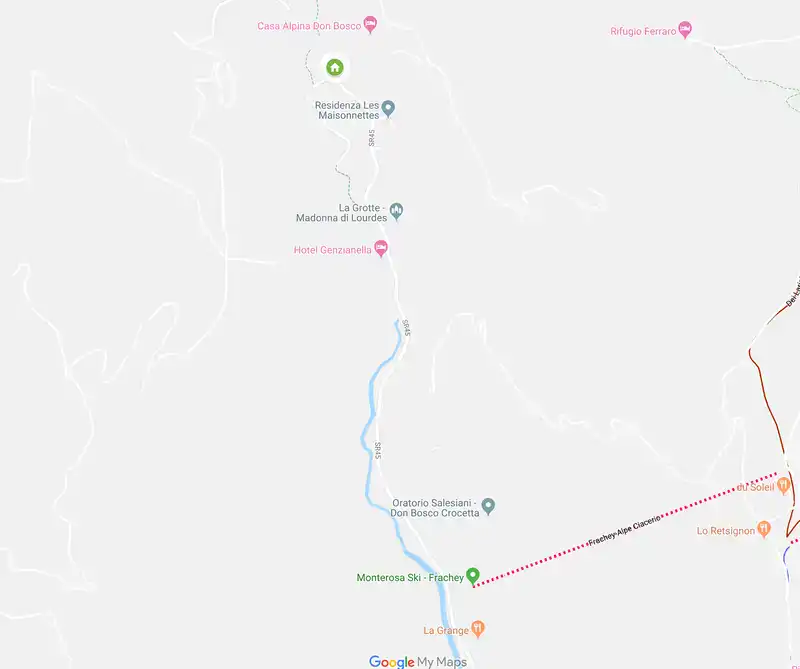 Casa Alpina Don Bosco
Rifugio Ferraro
Residenza Les
Maisonnettes
SR45
La Grotte -
Madonna di Lourdes
Hotel Genzianella
SR45
SR45
du Soleil
Oratorio Salesiani -
Don Bosco Crocetta
Frachey-Alpe Ciacerio
Lo Retsignon
Monterosa Ski - Frachey
La Grange
Google My Maps